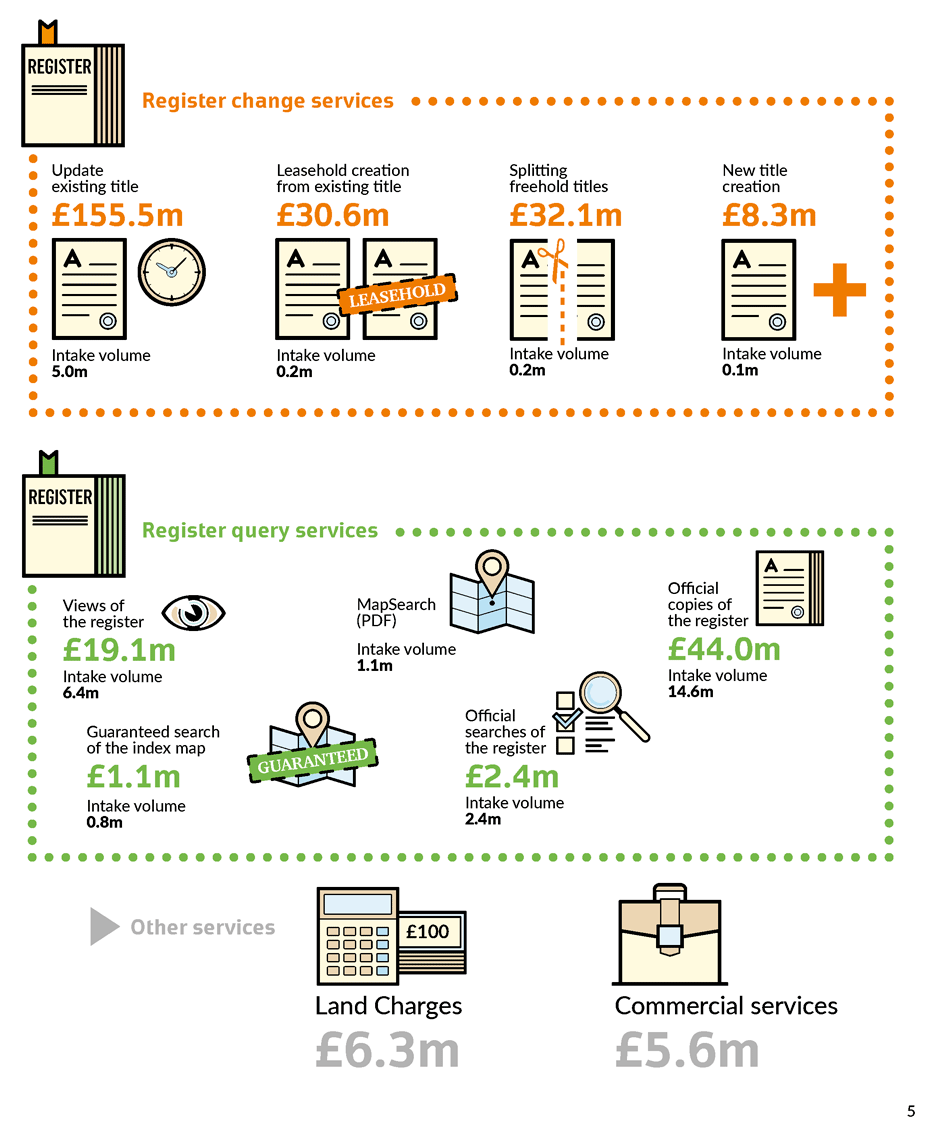 REGISTER
Register change services
Update
existing title
£155.5m
A
Intake volume
5.0m
Leasehold creation
from existing title
£30.6m
A
A
LEASEHOLD
Intake volume
0.2m
Splitting
freehold titles
£32.1m
A
Intake volume
0.2m
New title
creation
£8.3m
A
Intake volume
0.1m
REGISTER
Register query services
Views of
the register
£19.1m
Intake volume
6.4m
MapSearch
(PDF)
Intake volume
1.1m
Official
copies of
the register
A
£44.0m
Intake volume
14.6m
Guaranteed search
of the index map
£1.1m
GUARANTEED
Intake volume
0.8m
Official
searches of
the register
£2.4m
Intake volume
2.4m
Other services
£100
Land Charges
£6.3m
Commercial services
£5.6m
5